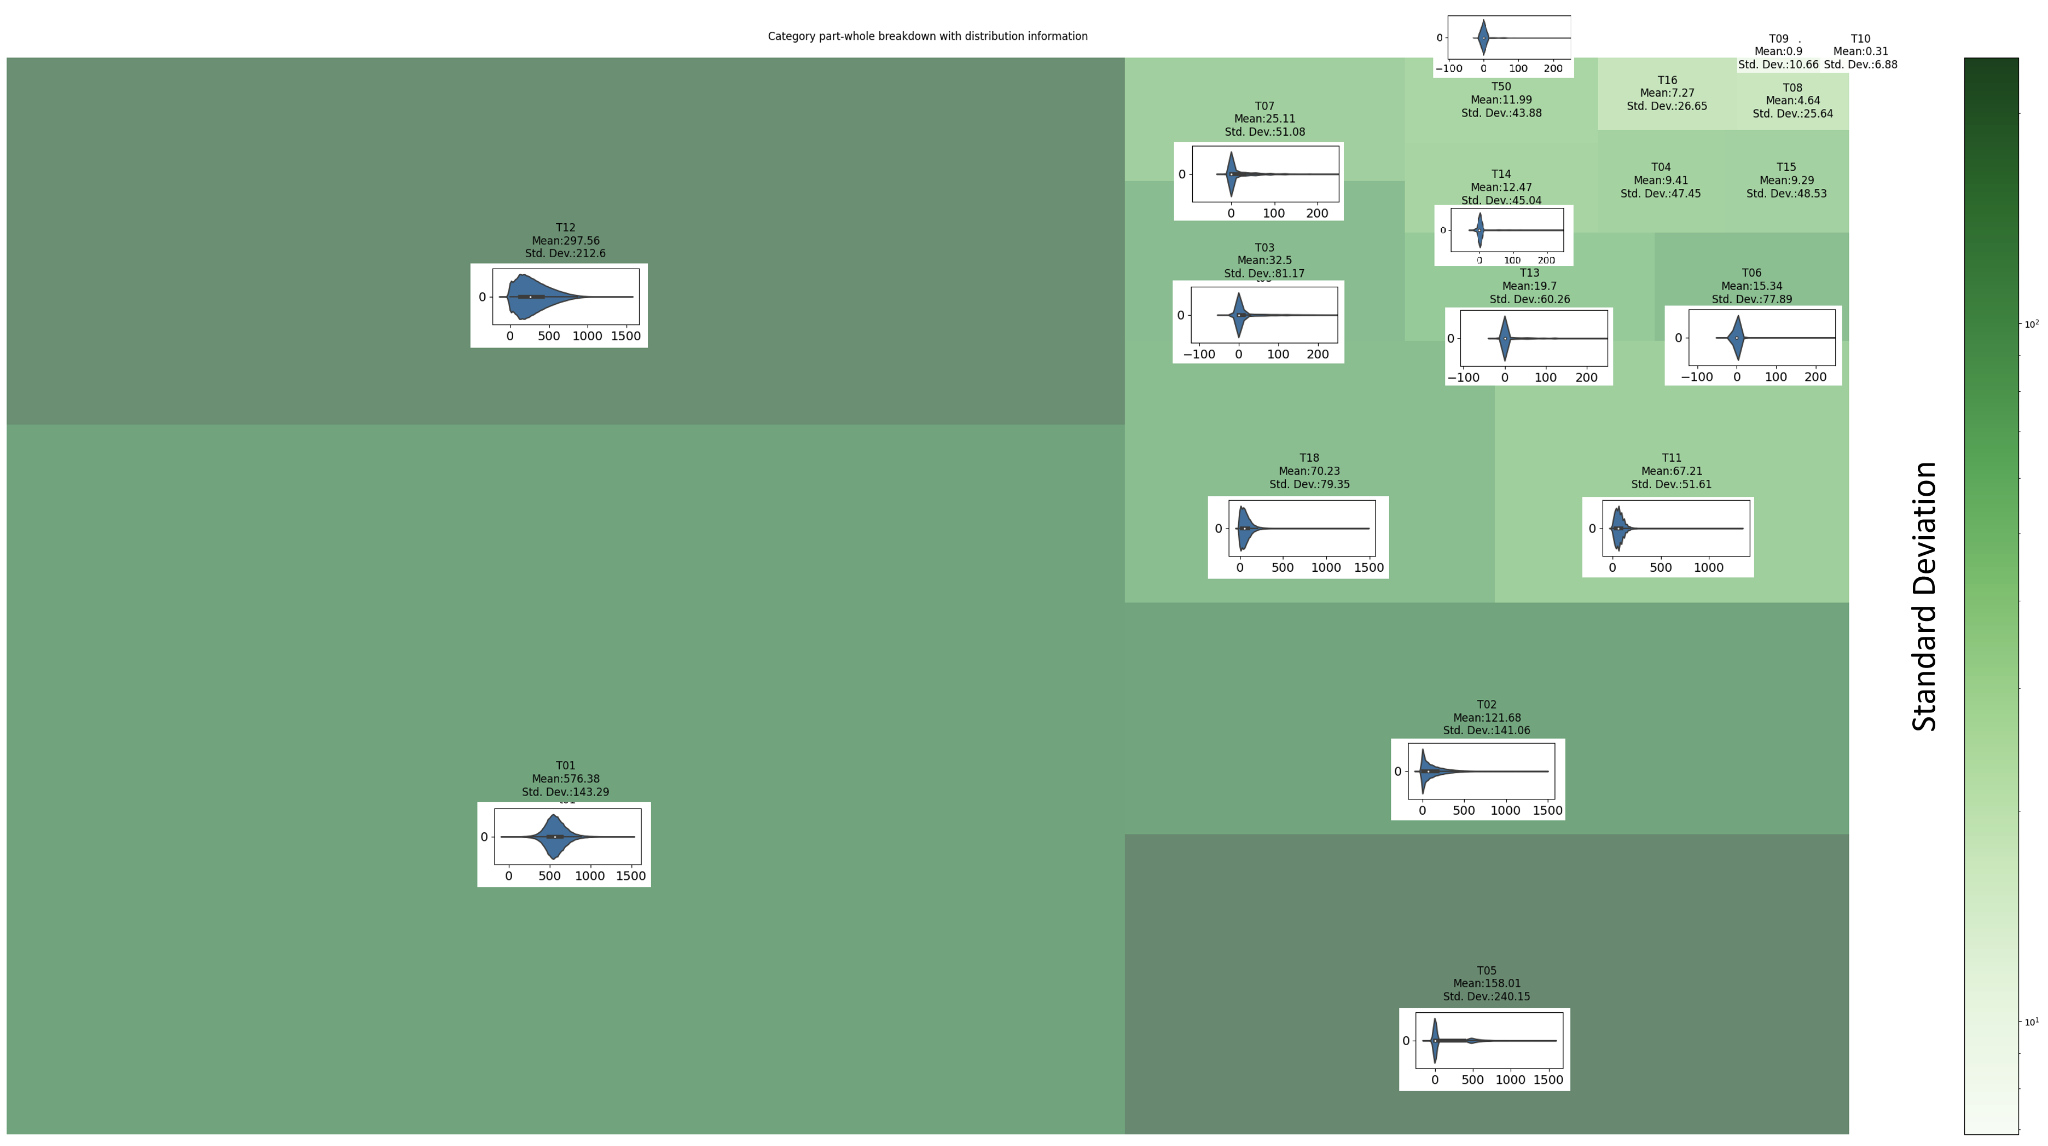 Category part-whole breakdown with distribution information
T12
Mean:297.56
Std. Dev.:212.6
0
0 500 1000 1500
T01
Mean:576.38
Std. Dev.:143.29
0
0 500 1000 1500
T07
Mean:25.11
Std. Dev.:51.08
0
0 100 200
T03
Mean:32.5
Std. Dev.:81.17
0
−100 0 100 200
0
−100 0 100 200
T50
Mean:11.99
Std. Dev.:43.88
T14
Mean:12.47
Std. Dev.:45.04
0
0 100 200
T09 T10
Mean:0.9 Mean:0.31
Std. Dev.:10.66 Std. Dev.:6.88
T16
Mean:7.27
Std. Dev.:26.65
T08
Mean:4.64
Std. Dev.:25.64
T04
Mean:9.41
Std. Dev.:47.45
T15
Mean:9.29
Std. Dev.:48.53
T13
Mean:19.7
Std. Dev.:60.26
0
−100 0 100 200
T06
Mean:15.34
Std. Dev.:77.89
0
−100 0 100 200
T18
Mean:70.23
Std. Dev.:79.35
0
0 500 1000 1500
T11
Mean:67.21
Std. Dev.:51.61
0
0 500 1000
T02
Mean:121.68
Std. Dev.:141.06
0
0 500 1000 1500
T05
Mean:158.01
Std. Dev.:240.15
0
0 500 1000 1500
Standard Deviation
10²
10¹